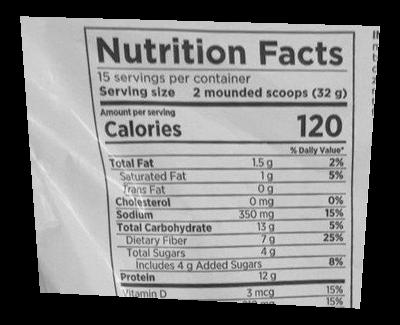 Nutrition Facts
15 servings per container
Serving size 2 mounded scoops (32 g)
Amount per serving
Calories 120
% Daily Value*
Total Fat 1.5 g 2%
Saturated Fat 1 g 5%
Trans Fat 0 g
Cholesterol 0 mg 0%
Sodium 350 mg 15%
Total Carbohydrate 13 g 5%
Dietary Fiber 7 g 25%
Total Sugars 4 g
Includes 4 g Added Sugars 8%
Protein 12 g
Vitamin D 3 mcg 15%
15%